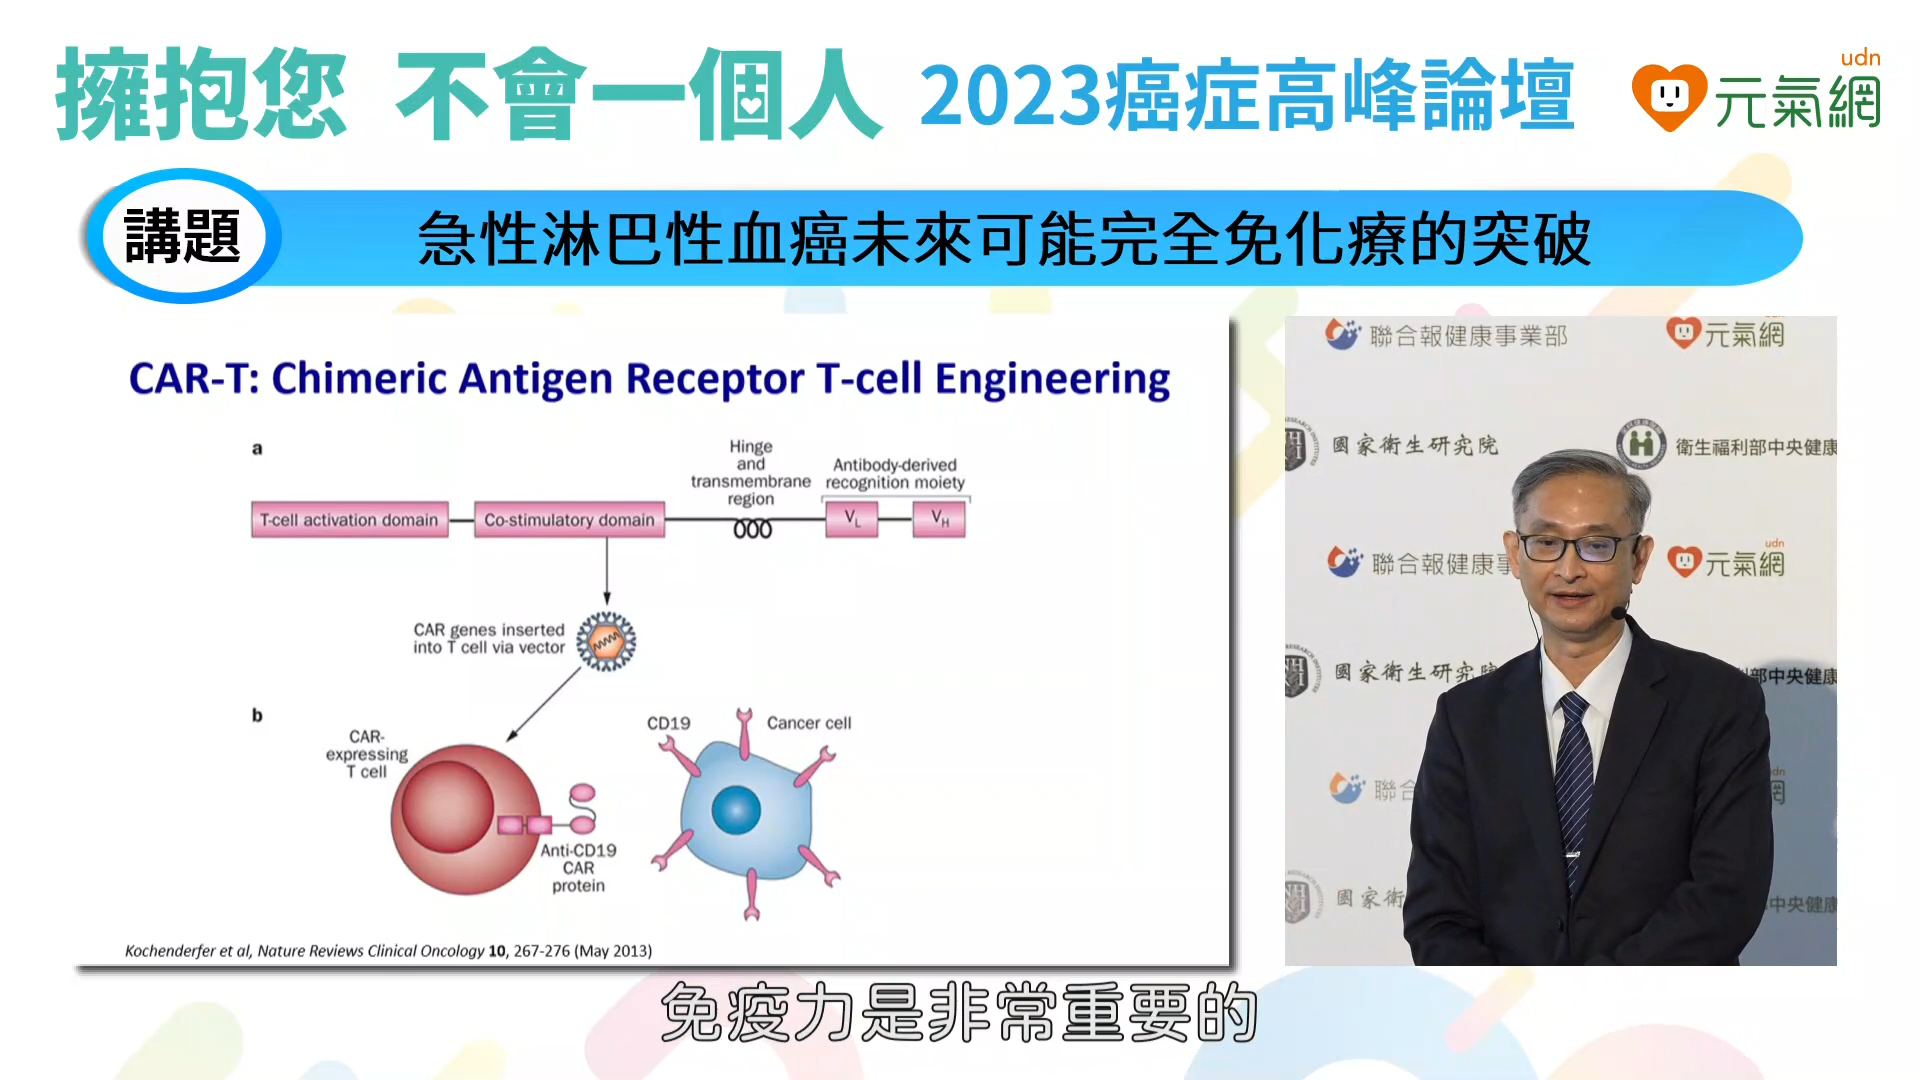 擁抱您 不會一個人 2023癌症高峰論壇
udn
元氣網
講題
急性淋巴性血癌未來可能完全免化療的突破
CAR-T: Chimeric Antigen Receptor T-cell Engineering
a
Hinge
and
transmembrane
region
Antibody-derived
recognition moiety
T-cell activation domain
Co-stimulatory domain
VL
VH
CAR genes inserted
into T cell via vector
b
CAR-
expressing
T cell
CD19
Cancer cell
Anti-CD19
CAR
protein
Kochenderfer et al, Nature Reviews Clinical Oncology 10, 267-276 (May 2013)
聯合報健康事業部
元氣網
國家衛生研究院
衛生福利部中央健康
聯合報健康事
udn
元氣網
國家衛生研
部中央健康
聯合
udn
網
國家衛
中央健康
免疫力是非常重要的